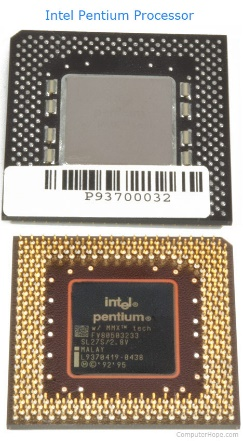 Intel Pentium Processor
P93700032
intel®
pentium®
w/ MMX™ tech
FV80503233
SL27S/2.8V
MALAY
L9370419-0438
ⓜⓒ'92'95
ComputerHope.com